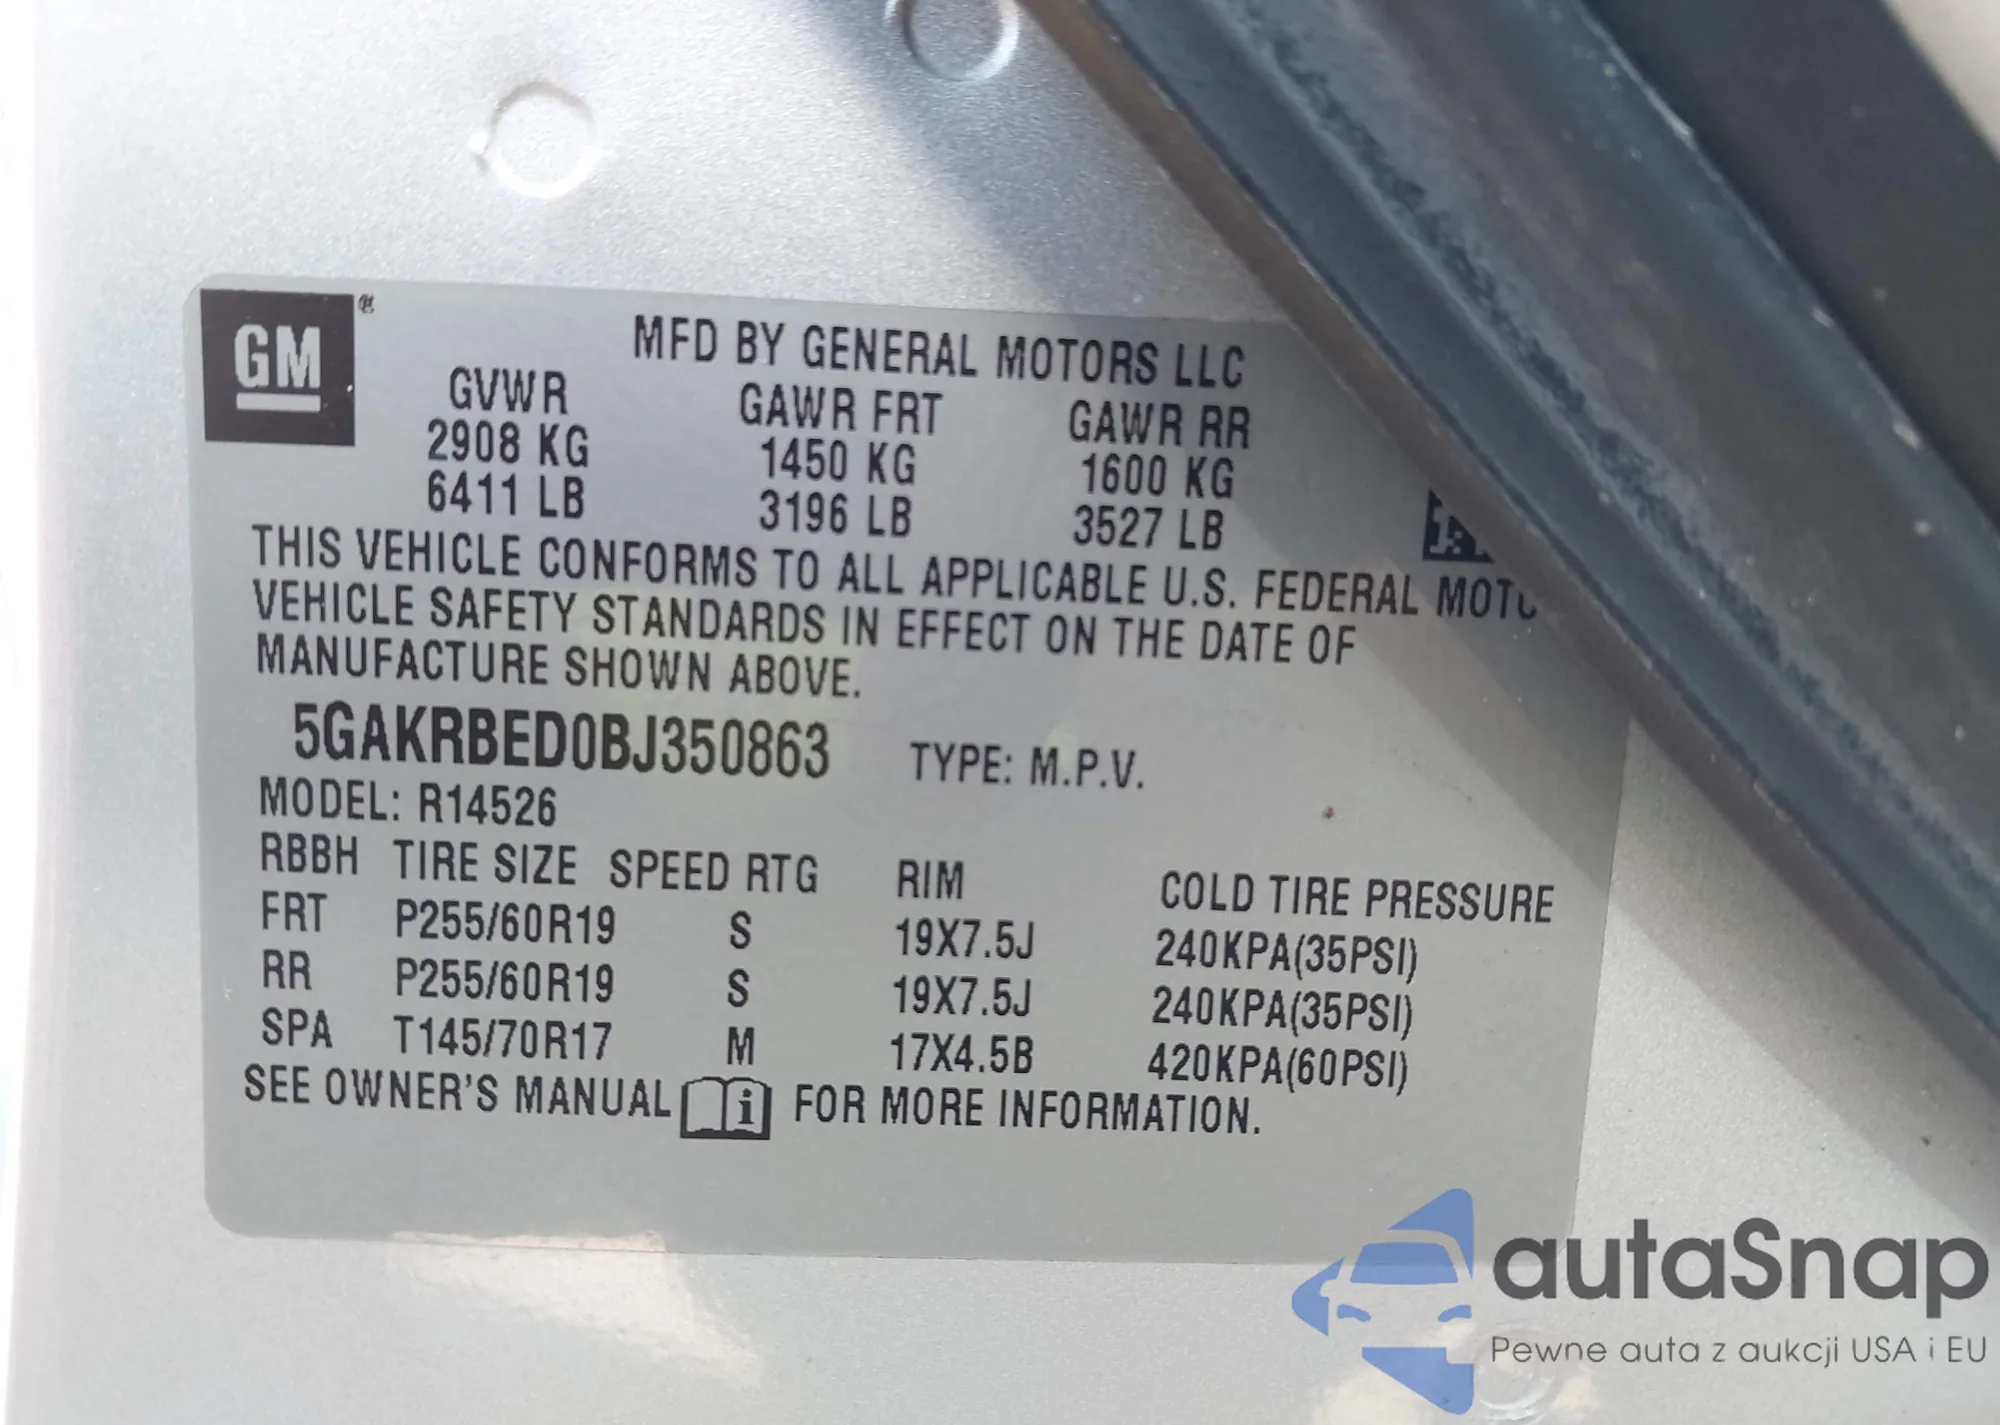 GM ®
MFD BY GENERAL MOTORS LLC
GVWR GAWR FRT GAWR RR
2908 KG 1450 KG 1600 KG
6411 LB 3196 LB 3527 LB
THIS VEHICLE CONFORMS TO ALL APPLICABLE U.S. FEDERAL MOTO
VEHICLE SAFETY STANDARDS IN EFFECT ON THE DATE OF
MANUFACTURE SHOWN ABOVE.
5GAKRBED0BJ350863 TYPE: M.P.V.
MODEL: R14526
RBBH TIRE SIZE SPEED RTG RIM COLD TIRE PRESSURE
FRT P255/60R19 S 19X7.5J 240KPA(35PSI)
RR P255/60R19 S 19X7.5J 240KPA(35PSI)
SPA T145/70R17 M 17X4.5B 420KPA(60PSI)
SEE OWNER'S MANUAL i FOR MORE INFORMATION.
autaSnap
Pewne auta z aukcji USA i EU